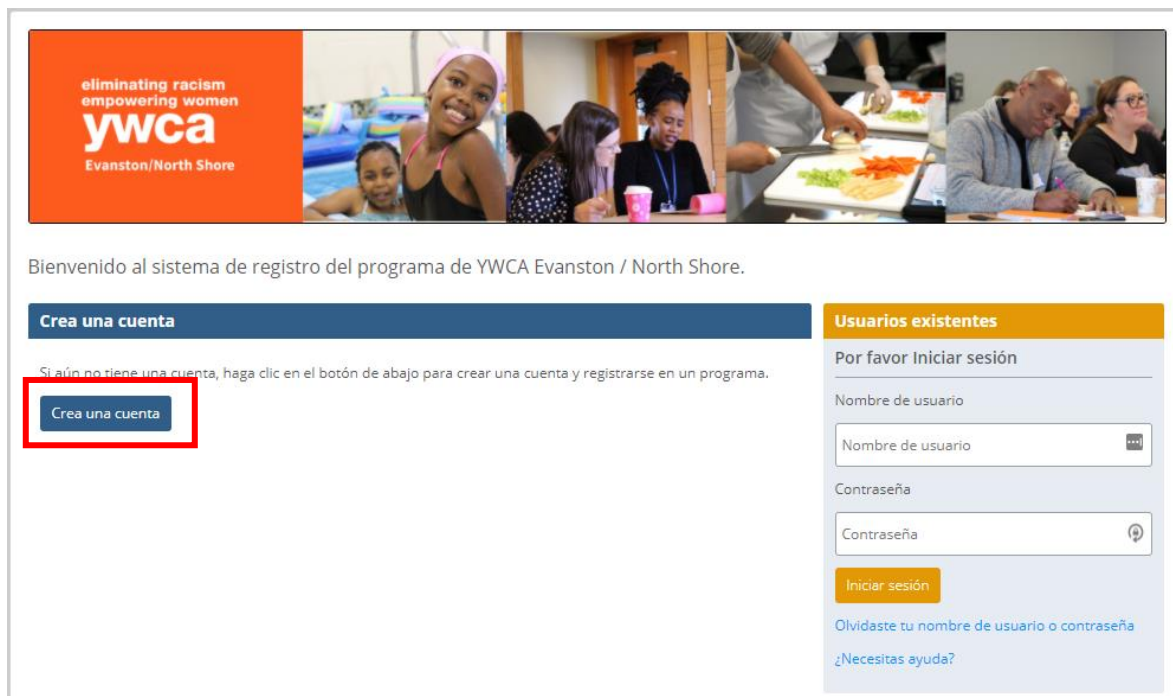 eliminating racism
empowering women
ywca
Evanston/North Shore
Bienvenido al sistema de registro del programa de YWCA Evanston / North Shore.
Crea una cuenta
Si aún no tiene una cuenta, haga clic en el botón de abajo para crear una cuenta y registrarse en un programa.
Crea una cuenta
Usuarios existentes
Por favor Iniciar sesión
Nombre de usuario
Nombre de usuario
Contraseña
Contraseña
Iniciar sesión
Olvidaste tu nombre de usuario o contraseña
¿Necesitas ayuda?